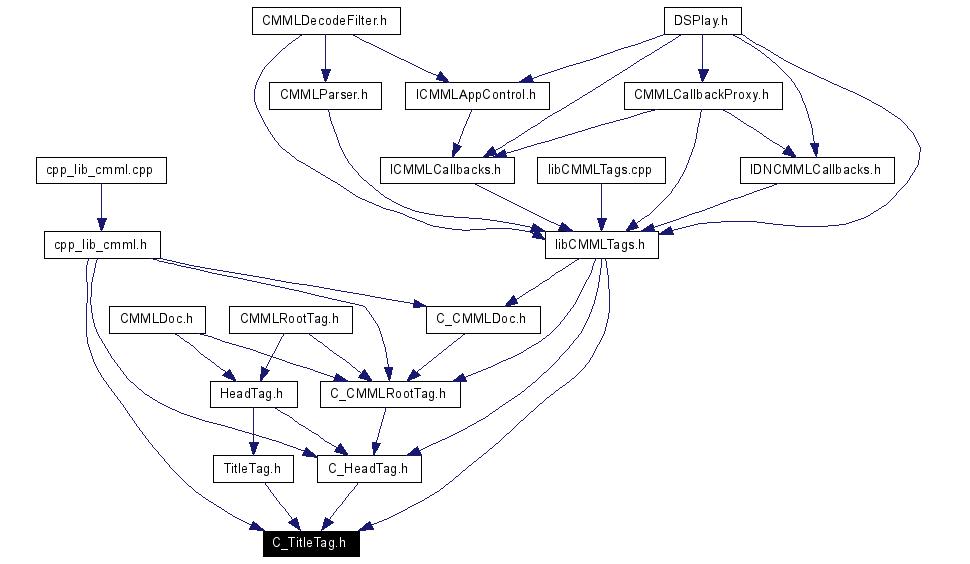 CMMLDecodeFilter.h
DSPlay.h
CMMLParser.h
ICMMLAppControl.h
CMMLCallbackProxy.h
cpp_lib_cmml.cpp
ICMMLCallbacks.h
libCMMLTags.cpp
IDNCMMLCallbacks.h
cpp_lib_cmml.h
libCMMLTags.h
CMMLDoc.h
CMMLRootTag.h
C_CMMLDoc.h
HeadTag.h
C_CMMLRootTag.h
TitleTag.h
C_HeadTag.h
C_TitleTag.h